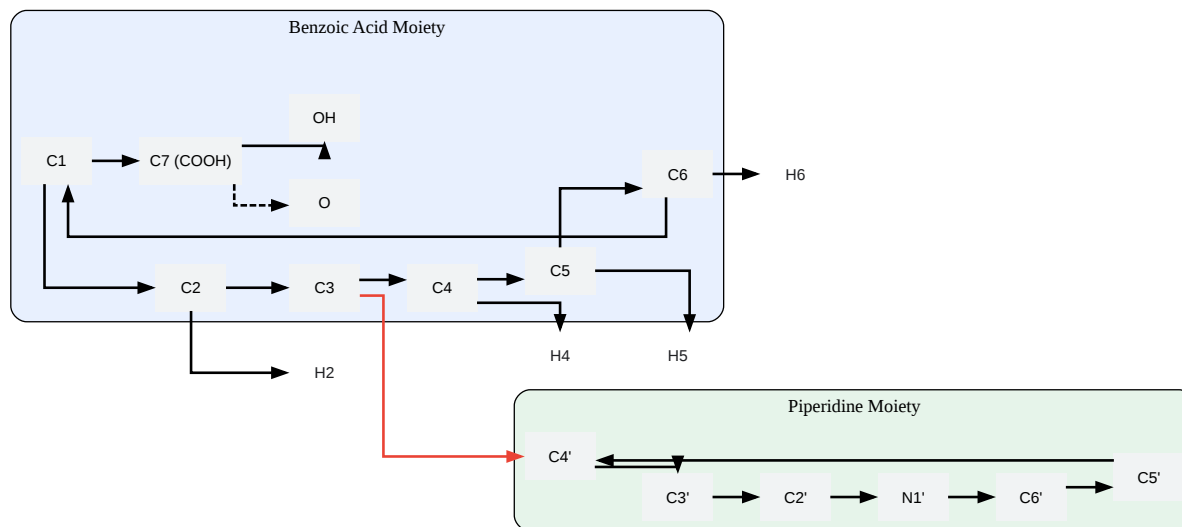 Benzoic Acid Moiety
OH
C1
C7 (COOH)
C6
H6
O
C5
C2
C3
C4
H4
H5
H2
Piperidine Moiety
C4'
C5'
C3'
C2'
N1'
C6'